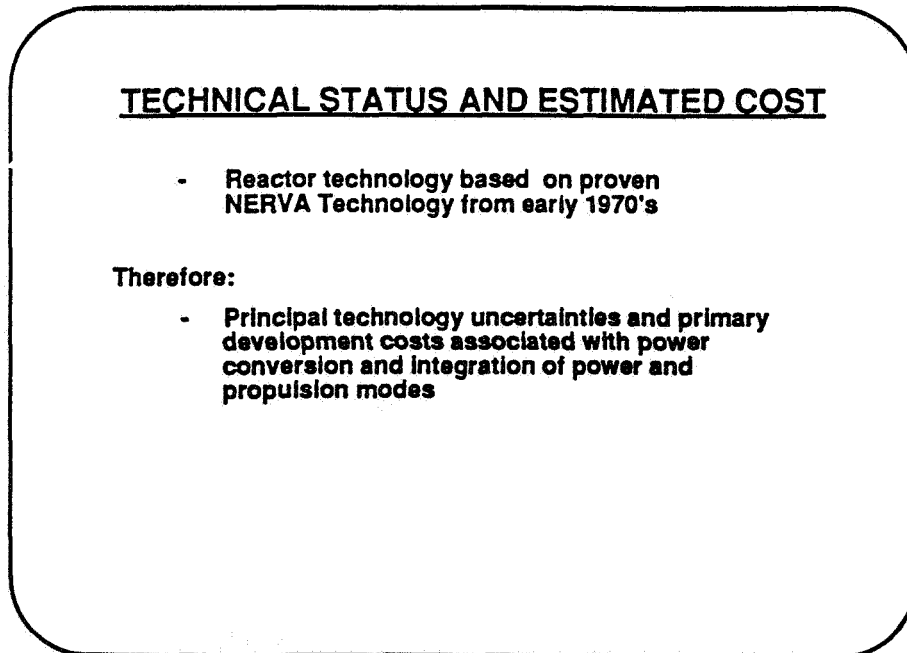 TECHNICAL STATUS AND ESTIMATED COST
- Reactor technology based on proven
NERVA Technology from early 1970's
Therefore:
- Principal technology uncertainties and primary
development costs associated with power
conversion and integration of power and
propulsion modes